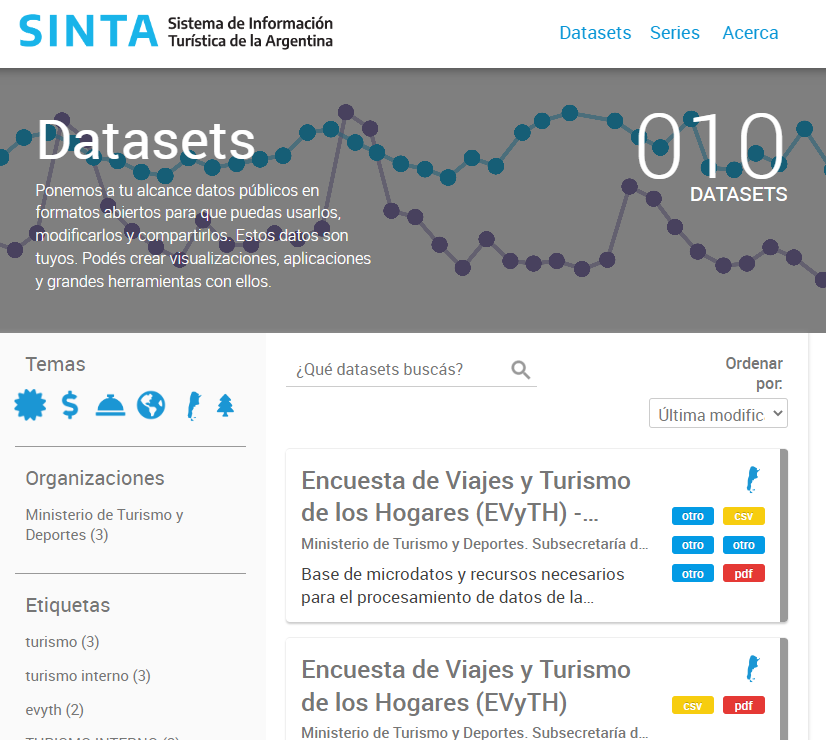 SINTA Sistema de Información
Turística de la Argentina
Datasets Series Acerca
Datasets
010
DATASETS
Ponemos a tu alcance datos públicos en
formatos abiertos para que puedas usarlos,
modificarlos y compartirlos. Estos datos son
tuyos. Podés crear visualizaciones, aplicaciones
y grandes herramientas con ellos.
Temas
Organizaciones
Ministerio de Turismo y
Deportes (3)
Etiquetas
turismo (3)
turismo interno (3)
evyth (2)
TURISMO INTERNO (2)
¿Qué datasets buscás?
Ordenar
por:
Última modific
Encuesta de Viajes y Turismo
de los Hogares (EVyTH) -...
Ministerio de Turismo y Deportes. Subsecretaría d...
Base de microdatos y recursos necesarios
para el procesamiento de datos de la...
otro csv
otro otro
otro pdf
Encuesta de Viajes y Turismo
de los Hogares (EVyTH)
Ministerio de Turismo y Deportes. Subsecretaría d...
csv pdf